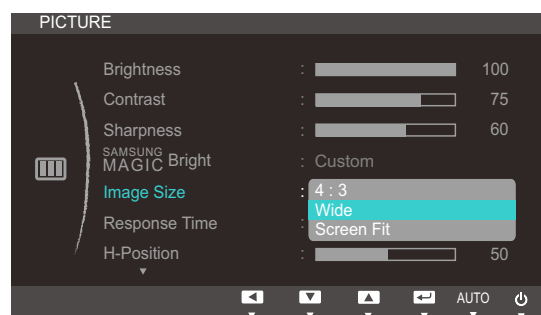 PICTURE
Brightness : 100
Contrast : 75
Sharpness : 60
SAMSUNG MAGIC Bright : Custom
Image Size : 4 : 3
Wide
Response Time : Screen Fit
H-Position : 50
AUTO